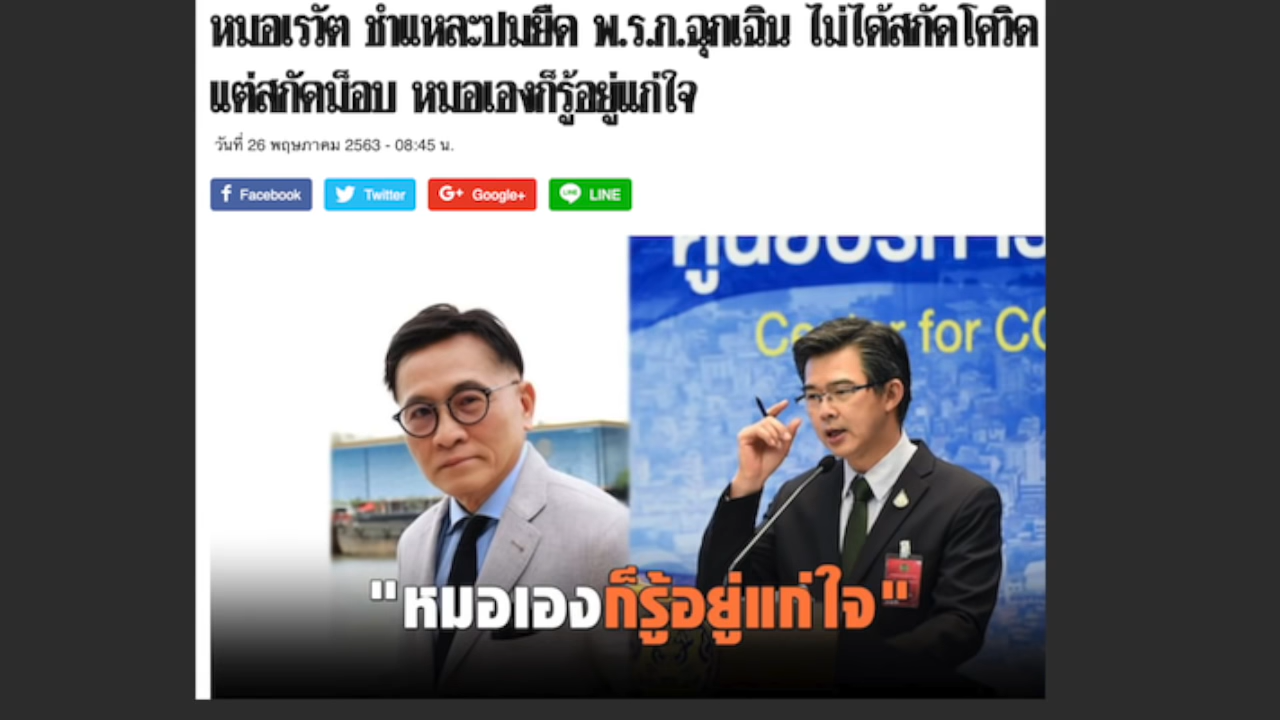 หมอเรวัต ชำแหละปมยืด พ.ร.ก.ฉุกเฉิน ไม่ได้สกัดโควิด
แต่สกัดม็อบ หมอเองก็รู้อยู่แก่ใจ
วันที่ 26 พฤษภาคม 2563 - 08:45 น.
Facebook Twitter G+ Google+ LINE LINE
Center for CO
"หมอเองก็รู้อยู่แก่ใจ"